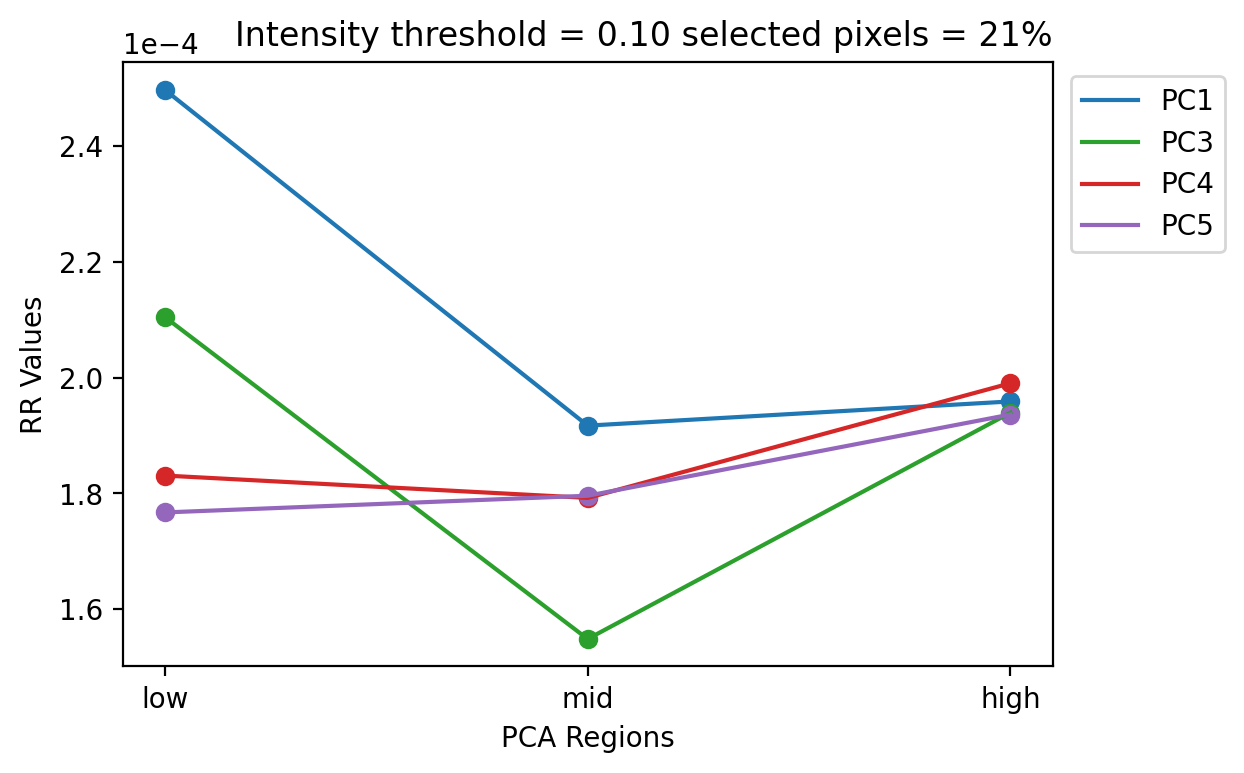 Intensity threshold = 0.10 selected pixels = 21%
1e−4
2.4
2.2
2.0
1.8
1.6
RR Values
low
mid
high
PCA Regions
PC1
PC3
PC4
PC5